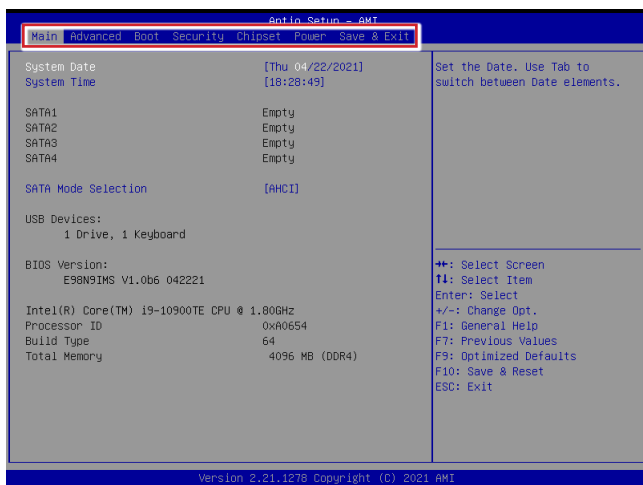 Aptio Setup – AMI
Main Advanced Boot Security Chipset Power Save & Exit
System Date [Thu 04/22/2021]
System Time [18:28:49]
SATA1 Empty
SATA2 Empty
SATA3 Empty
SATA4 Empty
SATA Mode Selection [AHCI]
USB Devices:
1 Drive, 1 Keyboard
BIOS Version:
E98N9IMS V1.0b6 042221
Intel(R) Core(TM) i9-10900TE CPU @ 1.80GHz
Processor ID 0xA0654
Build Type 64
Total Memory 4096 MB (DDR4)
Set the Date. Use Tab to
switch between Date elements.
→←: Select Screen
↑↓: Select Item
Enter: Select
+/-: Change Opt.
F1: General Help
F7: Previous Values
F9: Optimized Defaults
F10: Save & Reset
ESC: Exit
Version 2.21.1278 Copyright (C) 2021 AMI